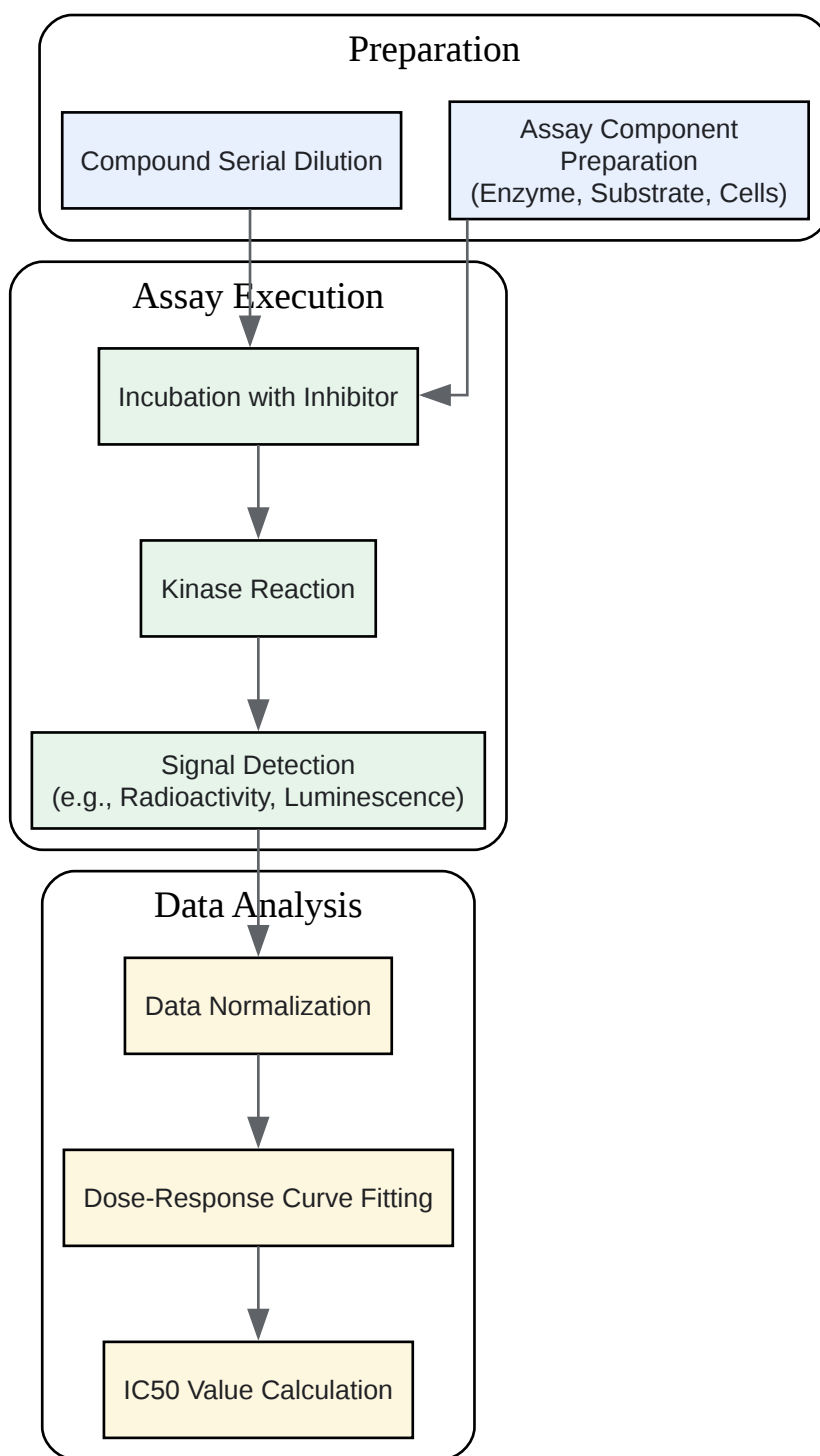 Preparation
Compound Serial Dilution
Assay Component
Preparation
(Enzyme, Substrate, Cells)
Assay Execution
Incubation with Inhibitor
Kinase Reaction
Signal Detection
(e.g., Radioactivity, Luminescence)
Data Analysis
Data Normalization
Dose-Response Curve Fitting
IC50 Value Calculation